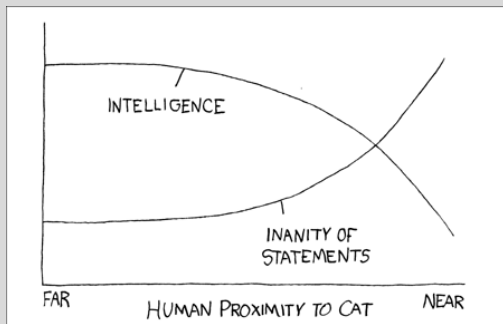 INTELLIGENCE
INANITY OF
STATEMENTS
FAR
HUMAN PROXIMITY TO CAT
NEAR